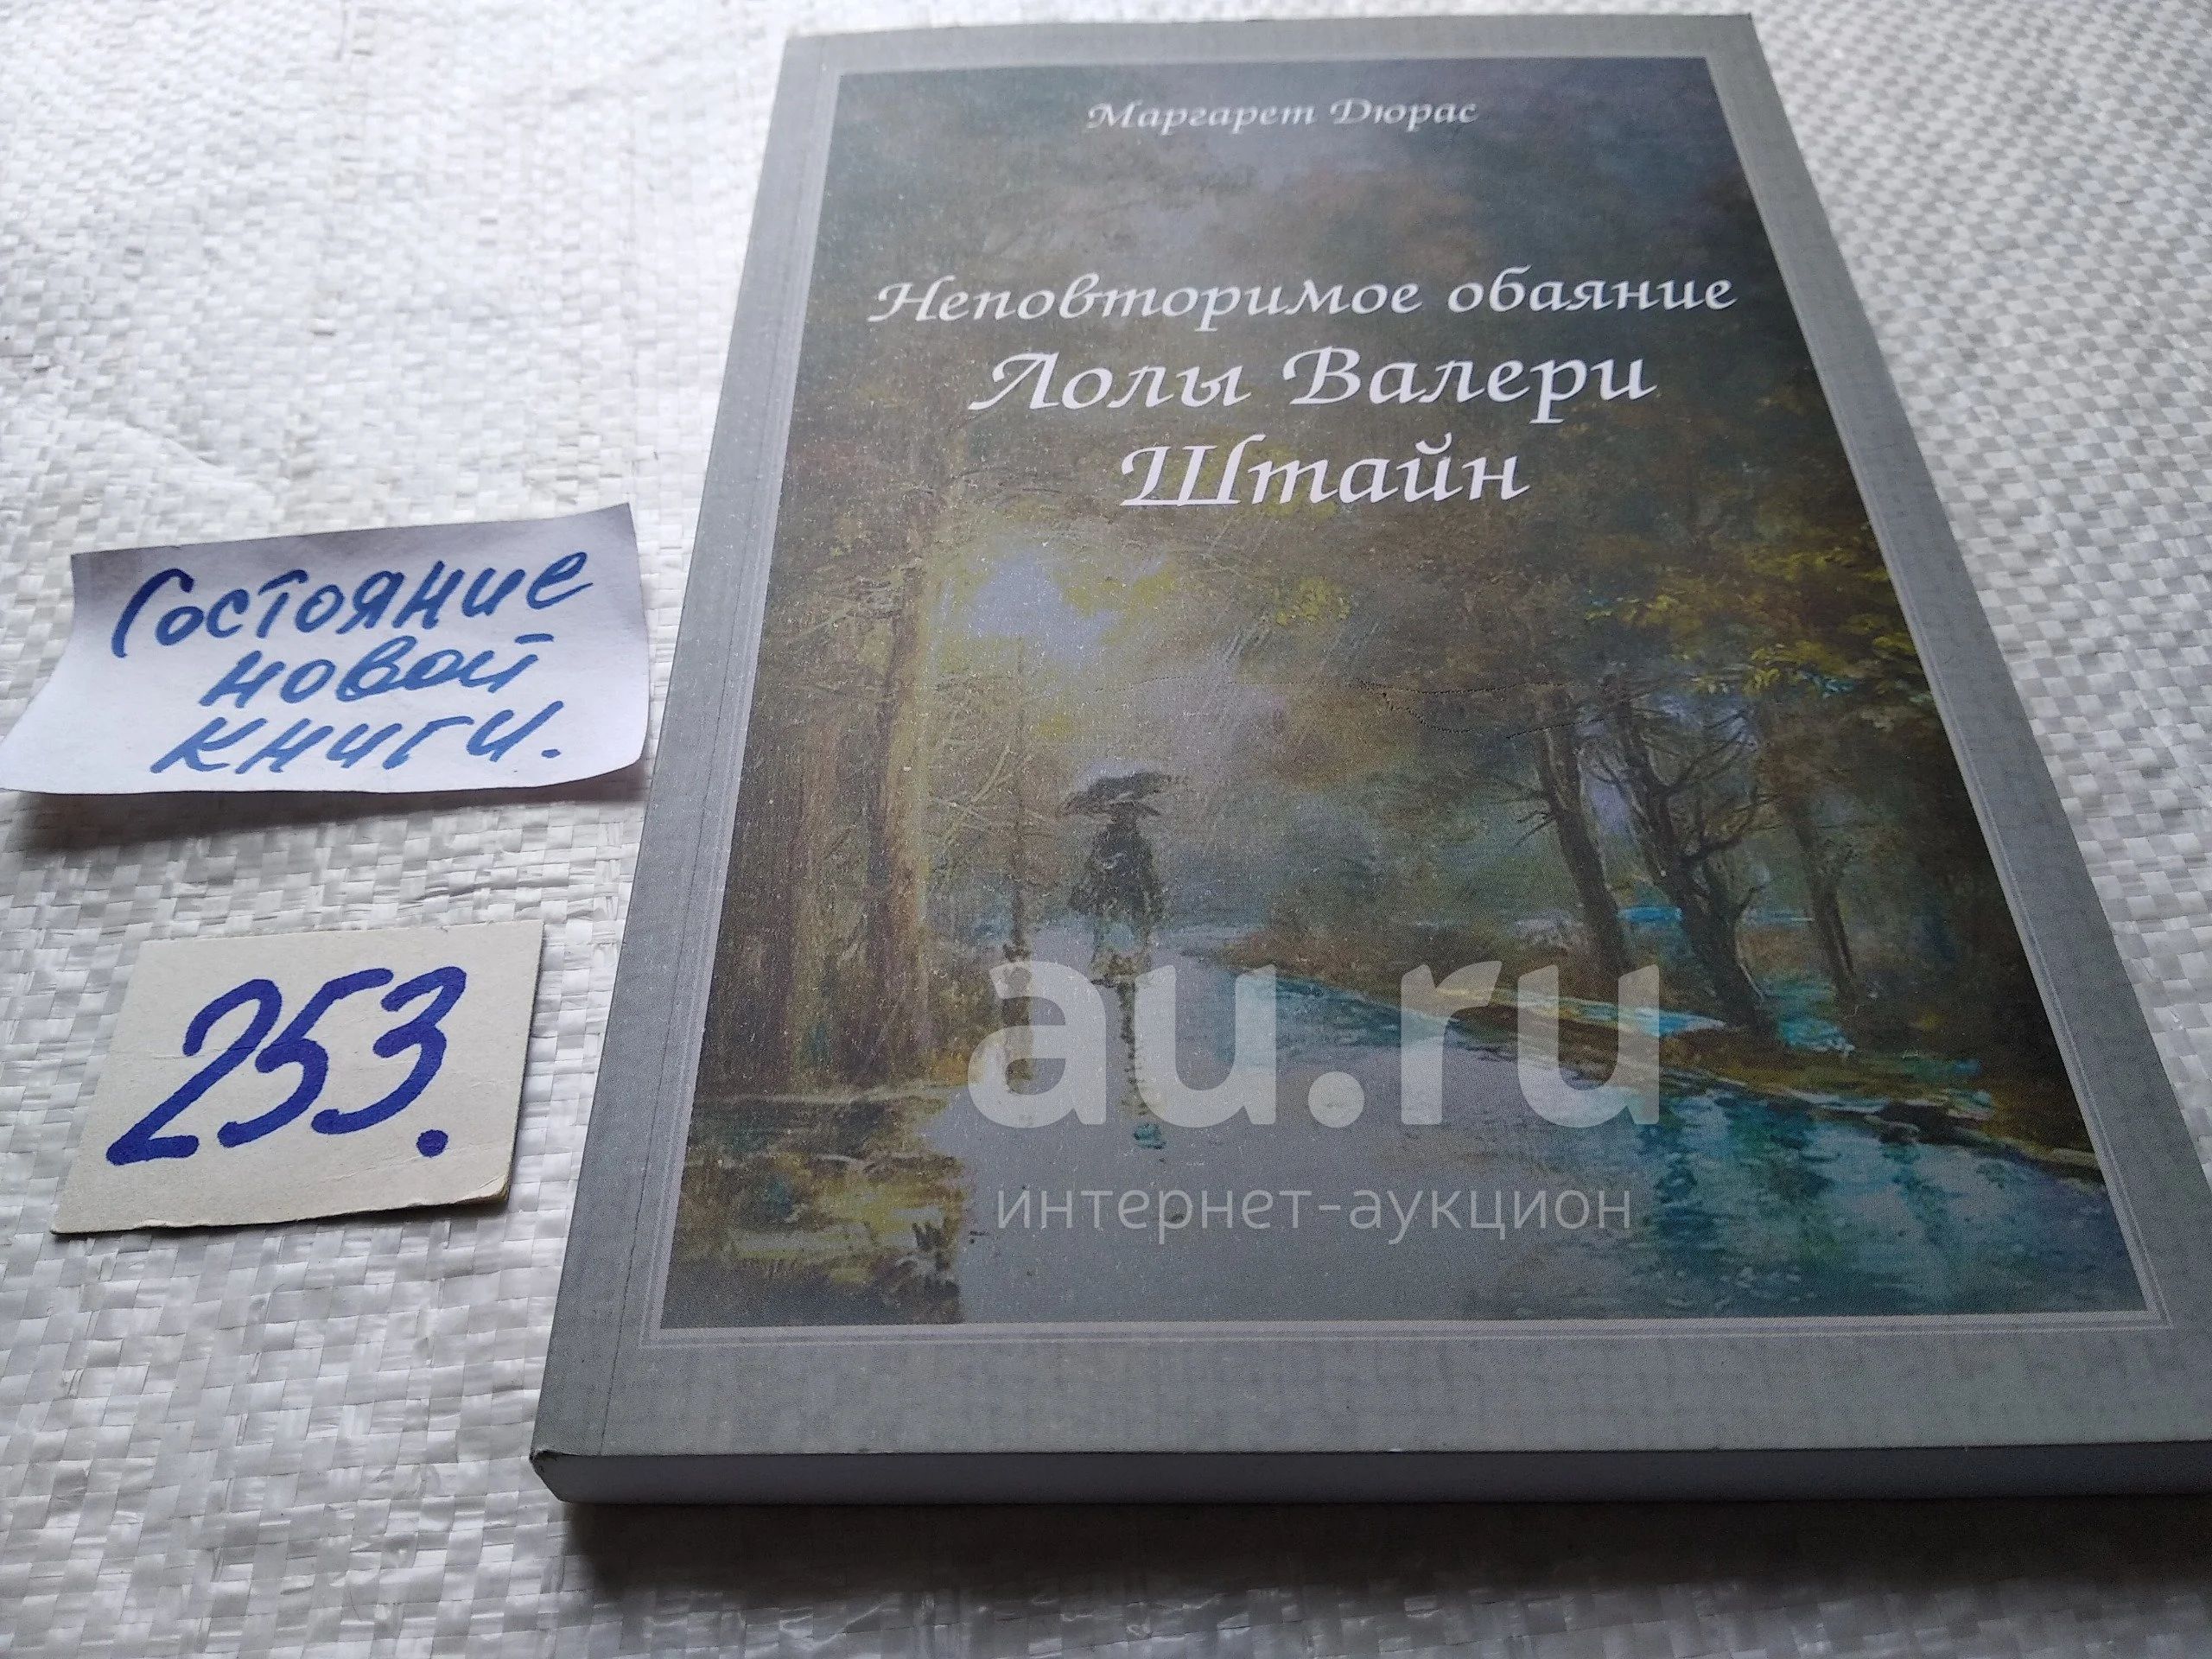 Маргарет Дюрас
Неповторимое обаяние
Лолы Валери
Штайн
Состояние
новой
книги.
253.
au.ru
интернет-аукцион